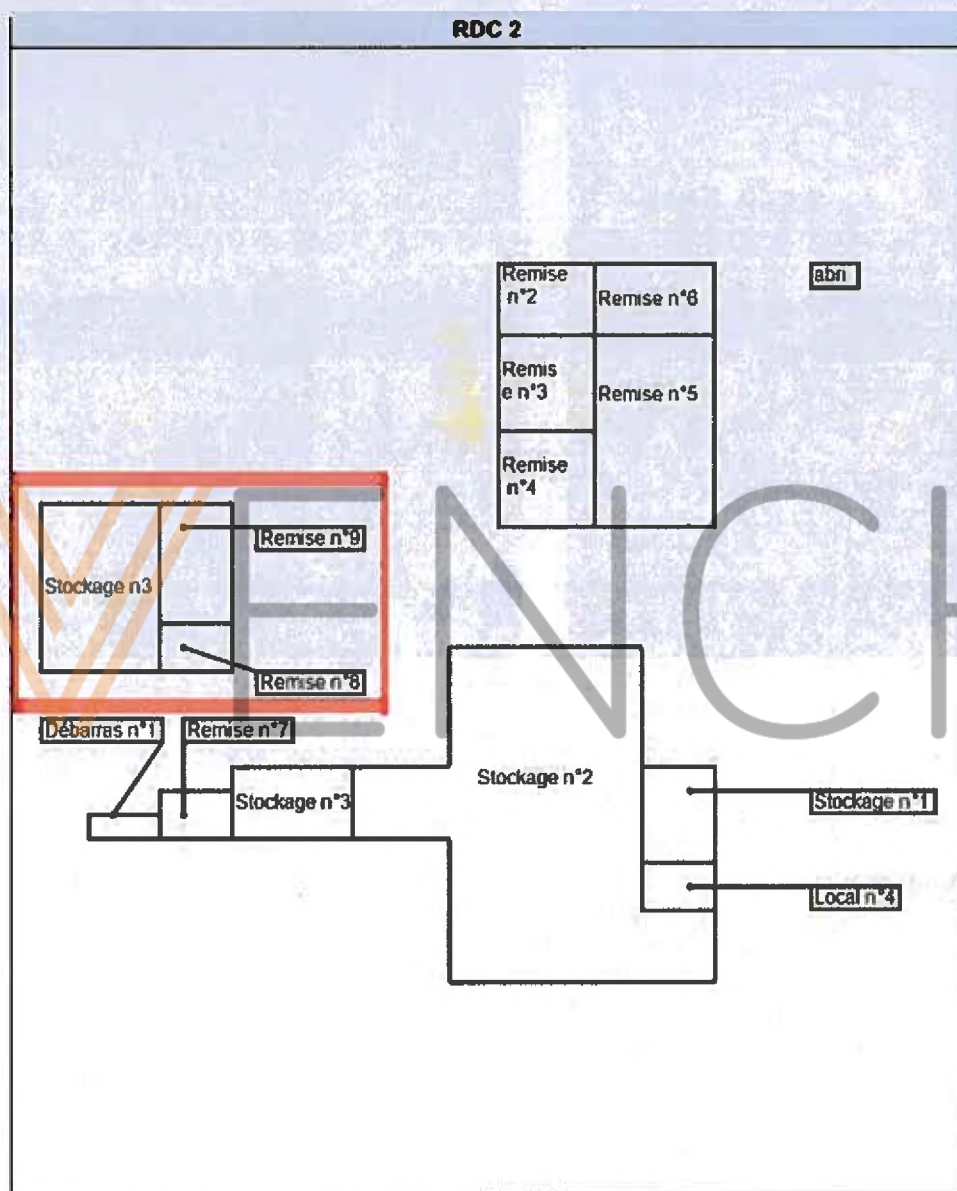 RDC 2
Remise
n°2
Remise n°6
abri
Remis
e n°3
Remise n°5
Remise
n°4
Remise n°9
Stockage n3
Remise n°8
Débarras n°1
Remise n°7
Stockage n°2
Stockage n°3
Stockage n°1
Local n°4
VENCH